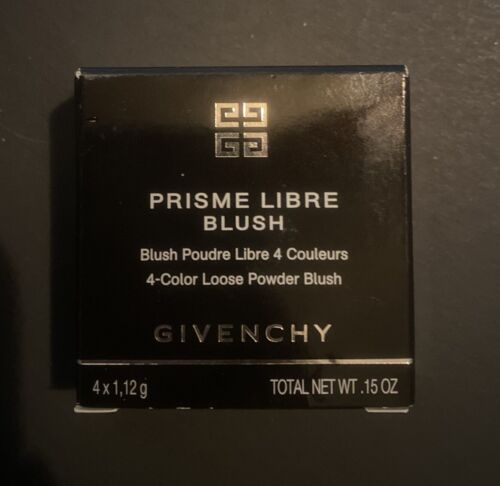 PRISME LIBRE
BLUSH
Blush Poudre Libre 4 Couleurs
4-Color Loose Powder Blush
GIVENCHY
4 x 1,12 g TOTAL NET WT .15 OZ